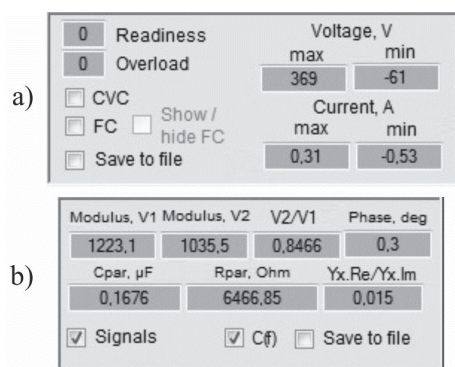 a)
0 Readiness
0 Overload
CVC
FC Show / hide FC
Save to file
Voltage, V
max min
369 -61
Current, A
max min
0,31 -0,53
b)
Modulus, V1 Modulus, V2 V2/V1 Phase, deg
1223,1 1035,5 0,8466 0,3
Cpar, µF Rpar, Ohm Yx.Re/Yx.Im
0,1676 6466,85 0,015
Signals C(f) Save to file